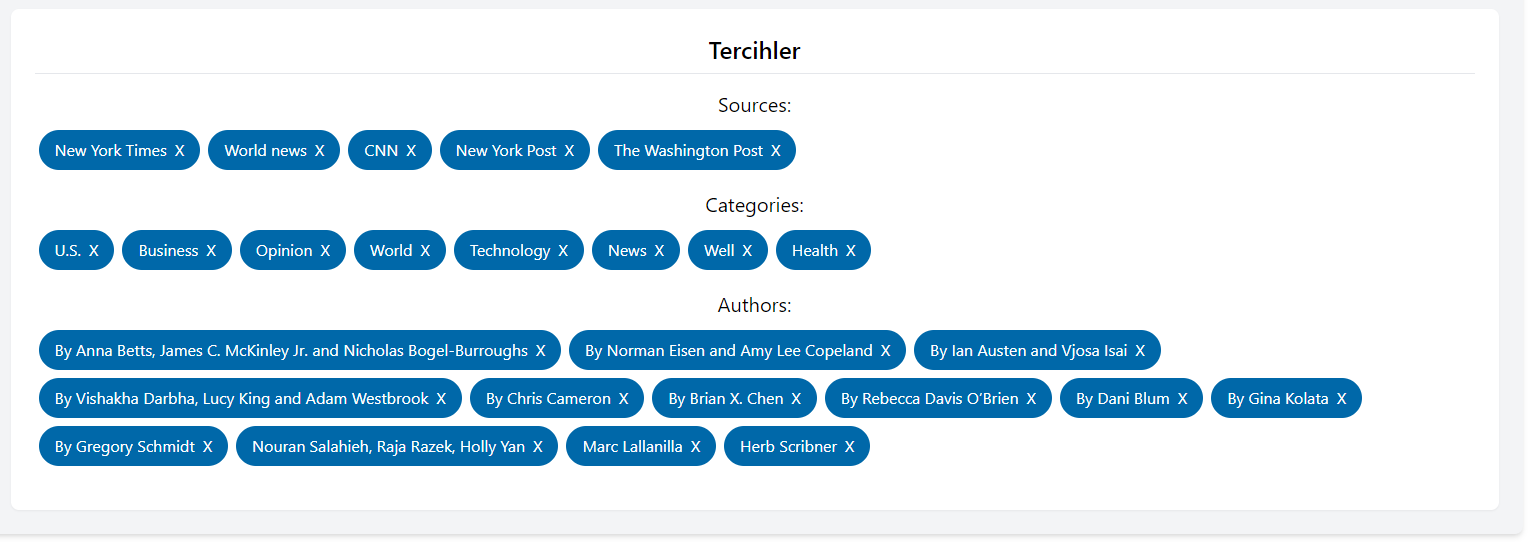 Tercihler
Sources:
New York Times X World news X CNN X New York Post X The Washington Post X
Categories:
U.S. X Business X Opinion X World X Technology X News X Well X Health X
Authors:
By Anna Betts, James C. McKinley Jr. and Nicholas Bogel-Burroughs X By Norman Eisen and Amy Lee Copeland X By Ian Austen and Vjosa Isai X
By Vishakha Darbha, Lucy King and Adam Westbrook X By Chris Cameron X By Brian X. Chen X By Rebecca Davis O’Brien X By Dani Blum X By Gina Kolata X
By Gregory Schmidt X Nouran Salahieh, Raja Razek, Holly Yan X Marc Lallanilla X Herb Scribner X